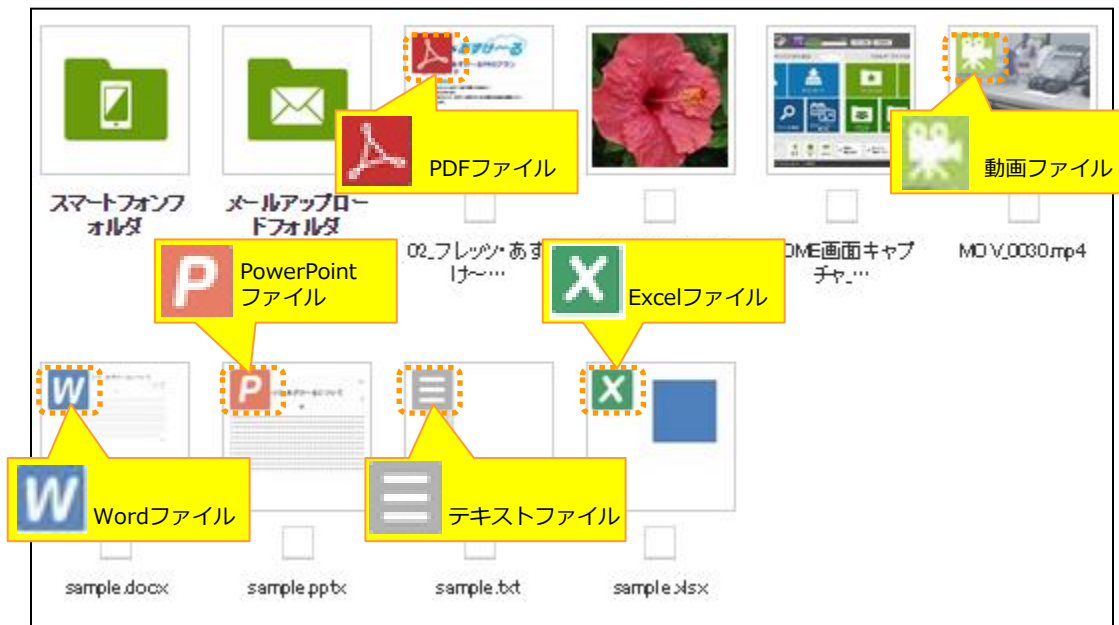 PDFファイル
動画ファイル
スマートフォンフ
ォルダ
メールアップロー
ドフォルダ
02_フレッツ・あず
け～…
OME画面キャプ
チャ_…
MOV_0030.mp4
PowerPoint
ファイル
Excelファイル
Wordファイル
テキストファイル
sample.docx
sample.pptx
sample.txt
sample.xlsx